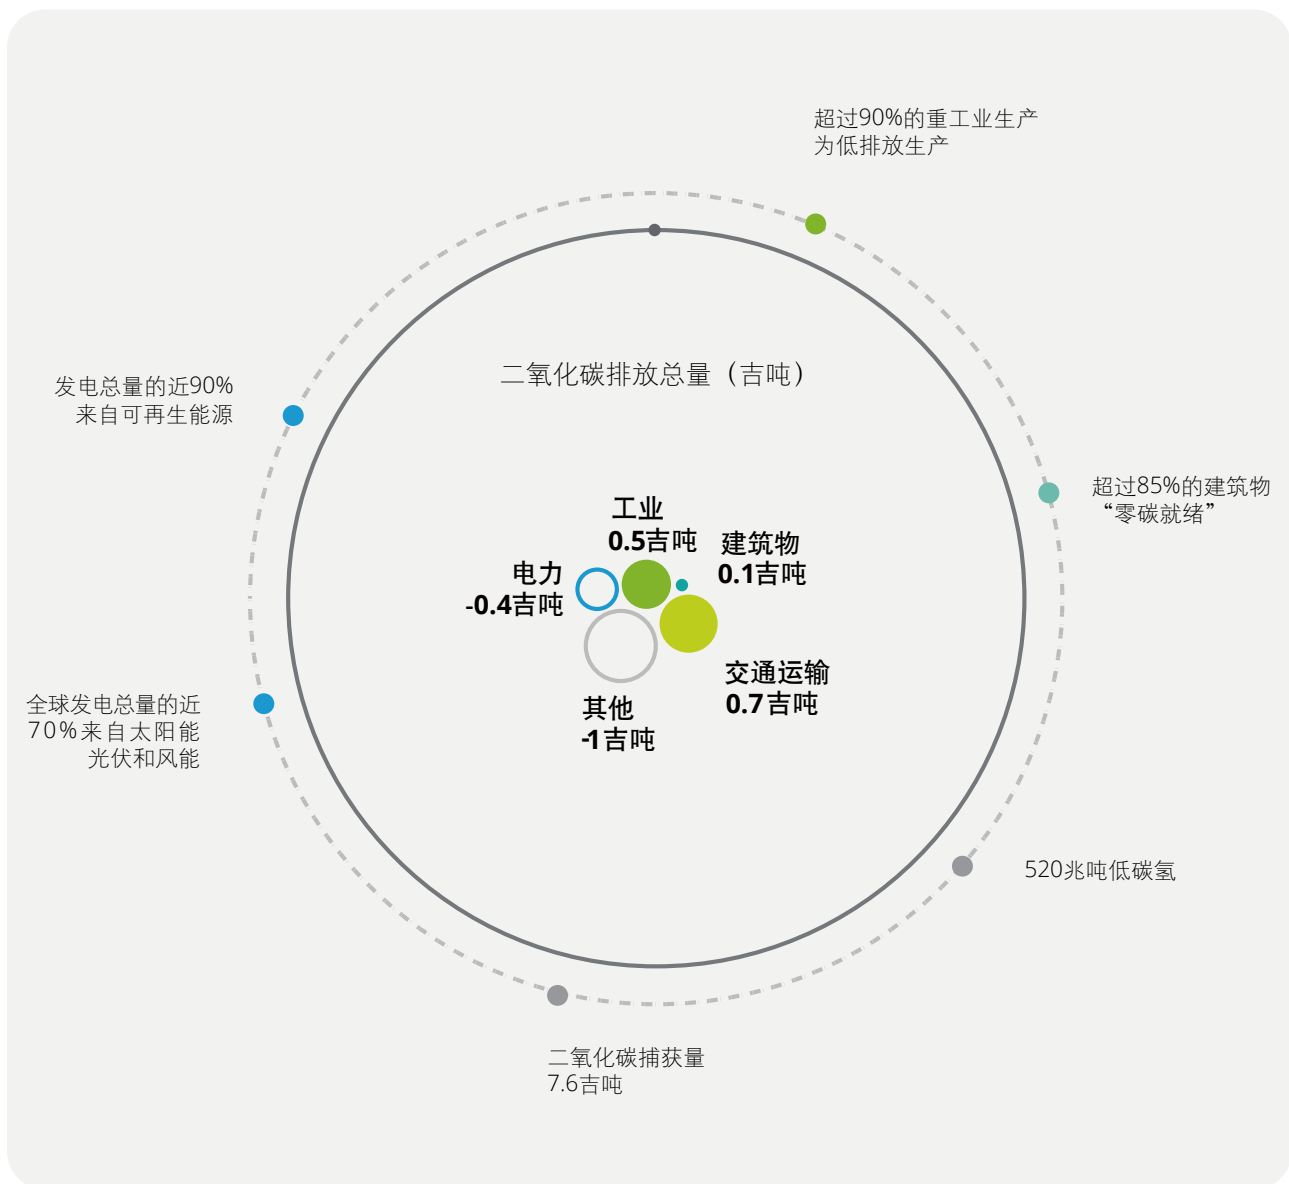 超过90%的重工业生产
为低排放生产
二氧化碳排放总量（吉吨）
发电总量的近90%
来自可再生能源
超过85%的建筑物
“零碳就绪”
工业
0.5吉吨
建筑物
0.1吉吨
电力
-0.4吉吨
交通运输
0.7吉吨
其他
-1吉吨
全球发电总量的近
70%来自太阳能
光伏和风能
520兆吨低碳氢
二氧化碳捕获量
7.6吉吨